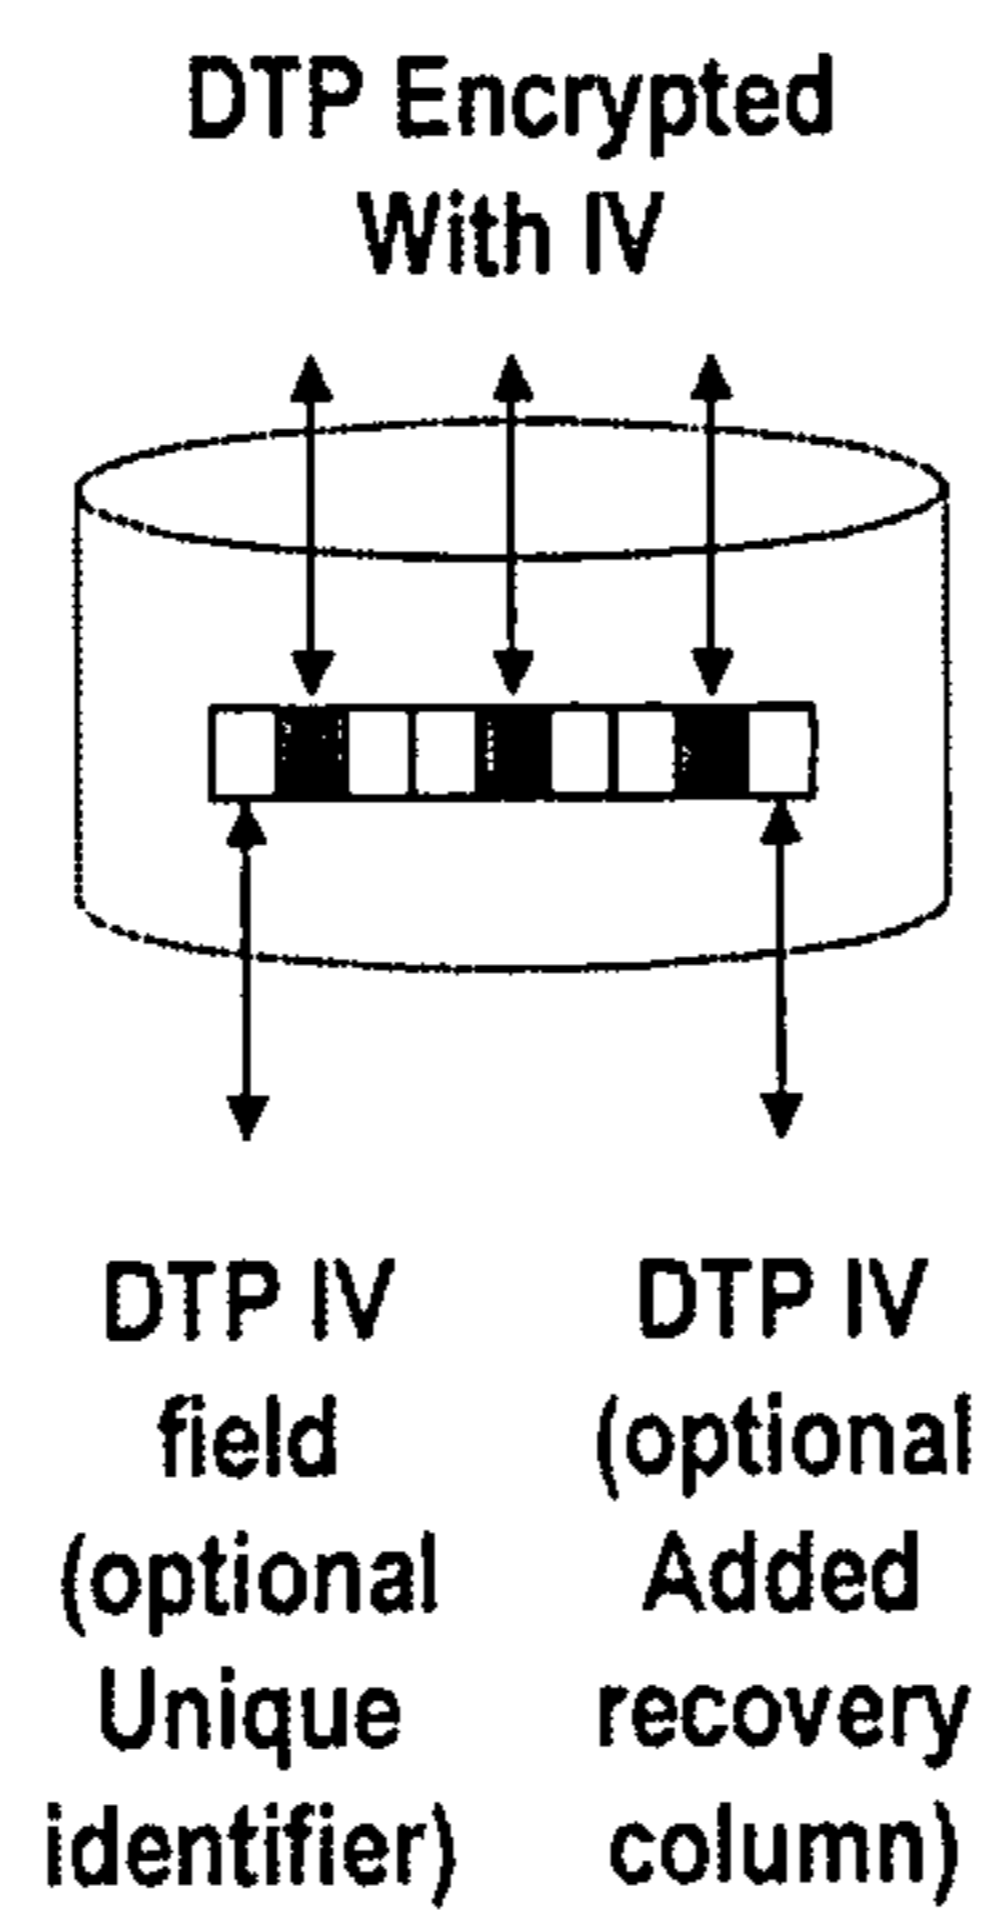 DTP Encrypted
With IV
DTP IV
field
(optional
Unique
identifier)
DTP IV
(optional
Added
recovery
column)